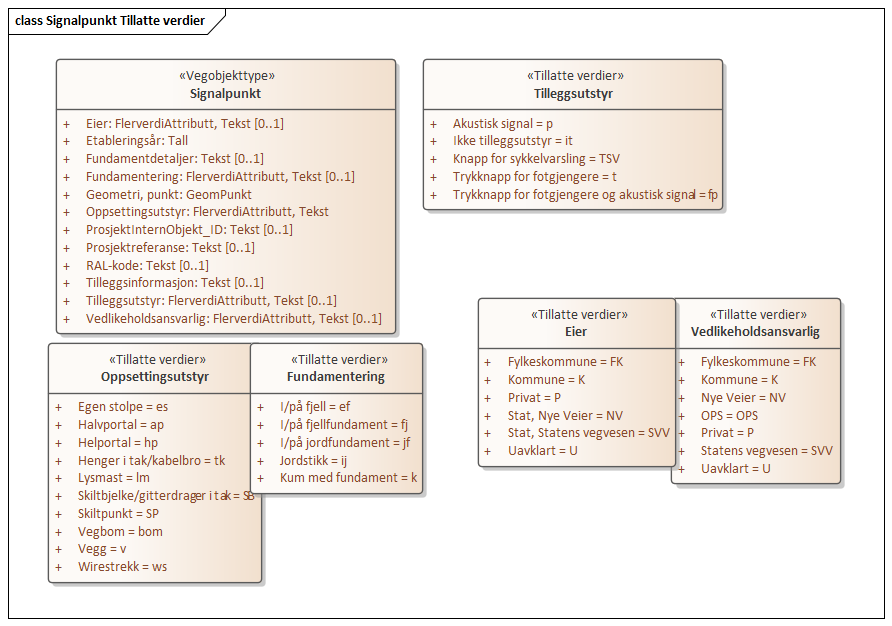 class Signalpunkt Tillatte verdier
«Vegobjekttype»
Signalpunkt
+ Eier: FlerverdiAttributt, Tekst [0..1]
+ Etableringsår: Tall
+ Fundamentdetaljer: Tekst [0..1]
+ Fundamentering: FlerverdiAttributt, Tekst [0..1]
+ Geometri, punkt: GeomPunkt
+ Oppsettingsutstyr: FlerverdiAttributt, Tekst
+ ProsjektInternObjekt_ID: Tekst [0..1]
+ Prosjektreferanse: Tekst [0..1]
+ RAL-kode: Tekst [0..1]
+ Tilleggsinformasjon: Tekst [0..1]
+ Tilleggsutstyr: FlerverdiAttributt, Tekst [0..1]
+ Vedlikeholdsansvarlig: FlerverdiAttributt, Tekst [0..1]
«Tillatte verdier»
Tilleggsutstyr
+ Akustisk signal = p
+ Ikke tilleggsutstyr = it
+ Knapp for sykkelvarsling = TSV
+ Trykknapp for fotgjengere = t
+ Trykknapp for fotgjengere og akustisk signal = fp
«Tillatte verdier»
Oppsettingsutstyr
+ Egen stolpe = es
+ Halvportal = ap
+ Helportal = hp
+ Henger i tak/kabelbro = tk
+ Lysmast = lm
+ Skiltbjelke/gitterdrager i tak = SB
+ Skiltpunkt = SP
+ Vegbom = bom
+ Vegg = v
+ Wirestrekk = ws
«Tillatte verdier»
Fundamentering
+ I/på fjell = ef
+ I/på fjellfundament = fj
+ I/på jordfundament = jf
+ Jordstikk = ij
Kum med fundament = k
«Tillatte verdier»
Eier
+ Fylkeskommune = FK
+ Kommune = K
+ Privat = P
+ Stat, Nye Veier = NV
+ Stat, Statens vegvesen = SVV
+ Uavklart = U
«Tillatte verdier»
Vedlikeholdsansvarlig
+ Fylkeskommune = FK
+ Kommune = K
+ Nye Veier = NV
+ OPS = OPS
+ Privat = P
+ Statens vegvesen = SVV
+ Uavklart = U